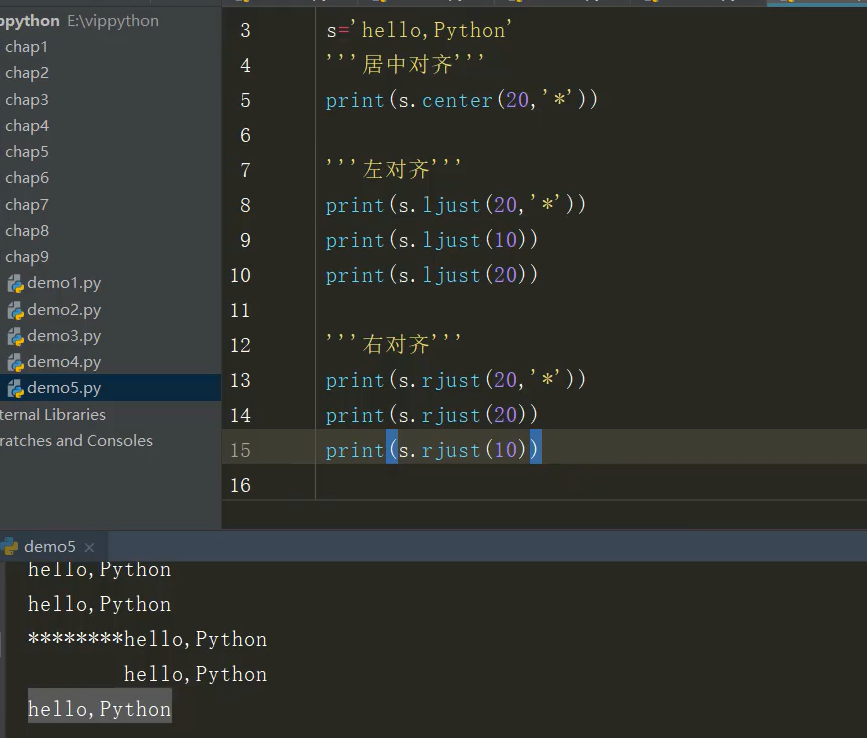 ppython E:\vippython
chap1
chap2
chap3
chap4
chap5
chap6
chap7
chap8
chap9
demo1.py
demo2.py
demo3.py
demo4.py
demo5.py
ternal Libraries
ratches and Consoles
3 s='hello,Python'
4 '''居中对齐'''
5 print(s.center(20,'*'))
6
7 '''左对齐'''
8 print(s.ljust(20,'*'))
9 print(s.ljust(10))
10 print(s.ljust(20))
11
12 '''右对齐'''
13 print(s.rjust(20,'*'))
14 print(s.rjust(20))
15 print(s.rjust(10))
16
demo5
hello,Python
hello,Python
********hello,Python
        hello,Python
hello,Python